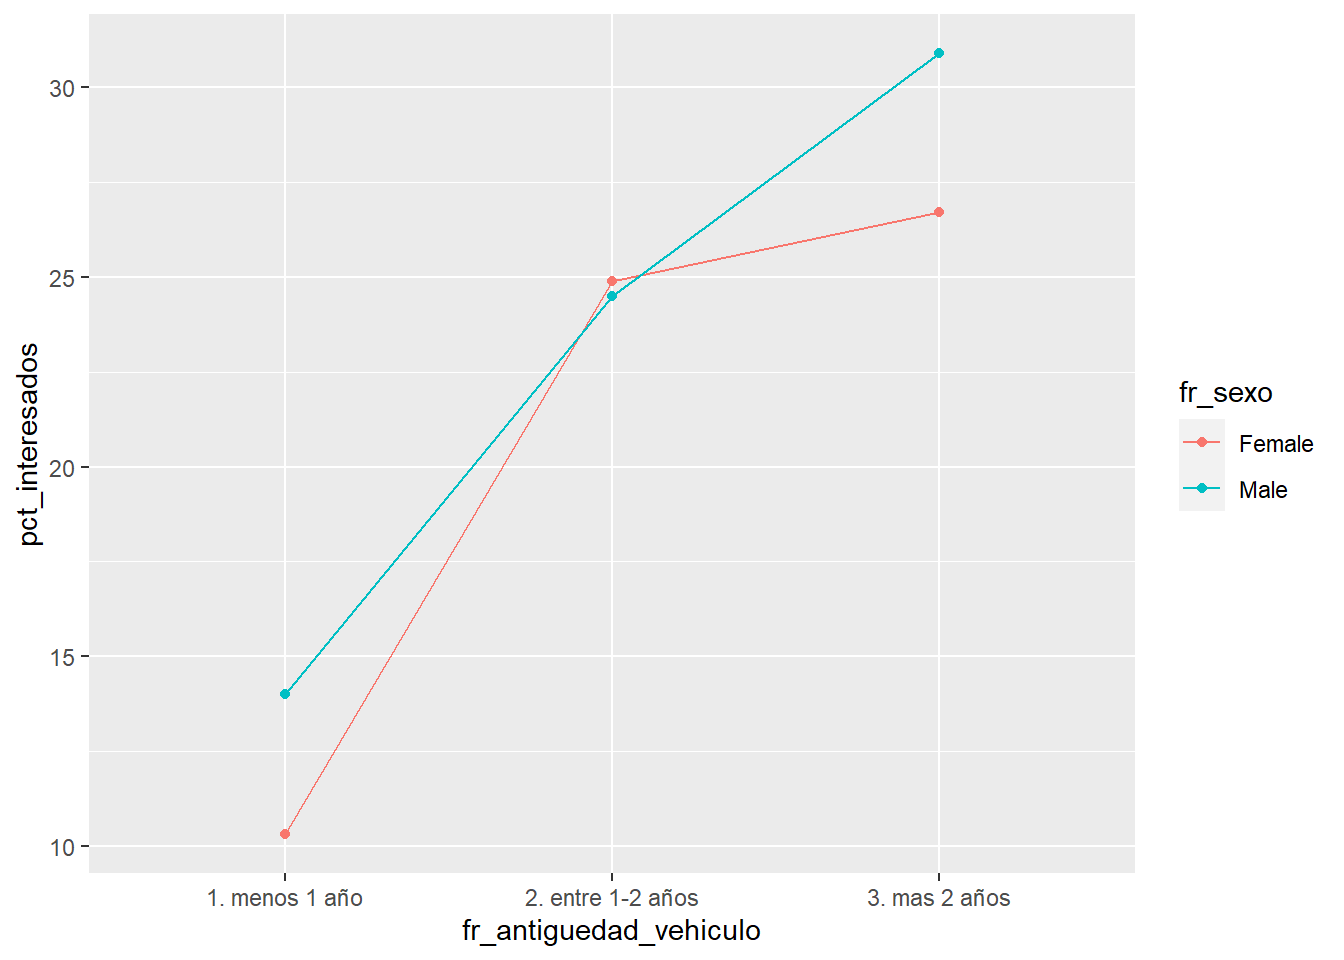 30
25
20
15
10
pct_interesados
1. menos 1 año
2. entre 1-2 años
3. mas 2 años
fr_antiguedad_vehiculo
fr_sexo
Female
Male